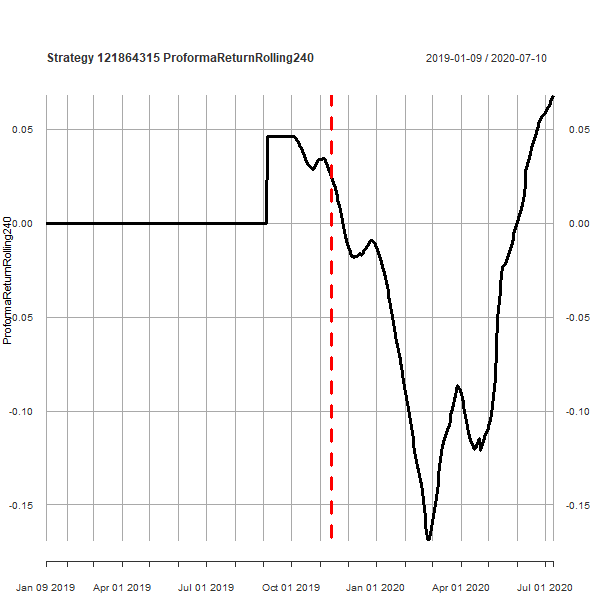 Strategy 121864315 ProformaReturnRolling240
2019-01-09 / 2020-07-10
ProformaReturnRolling240
0.05
0.00
-0.05
-0.10
-0.15
0.05
0.00
-0.05
-0.10
-0.15
Jan 09 2019
Apr 01 2019
Jul 01 2019
Oct 01 2019
Jan 01 2020
Apr 01 2020
Jul 01 2020